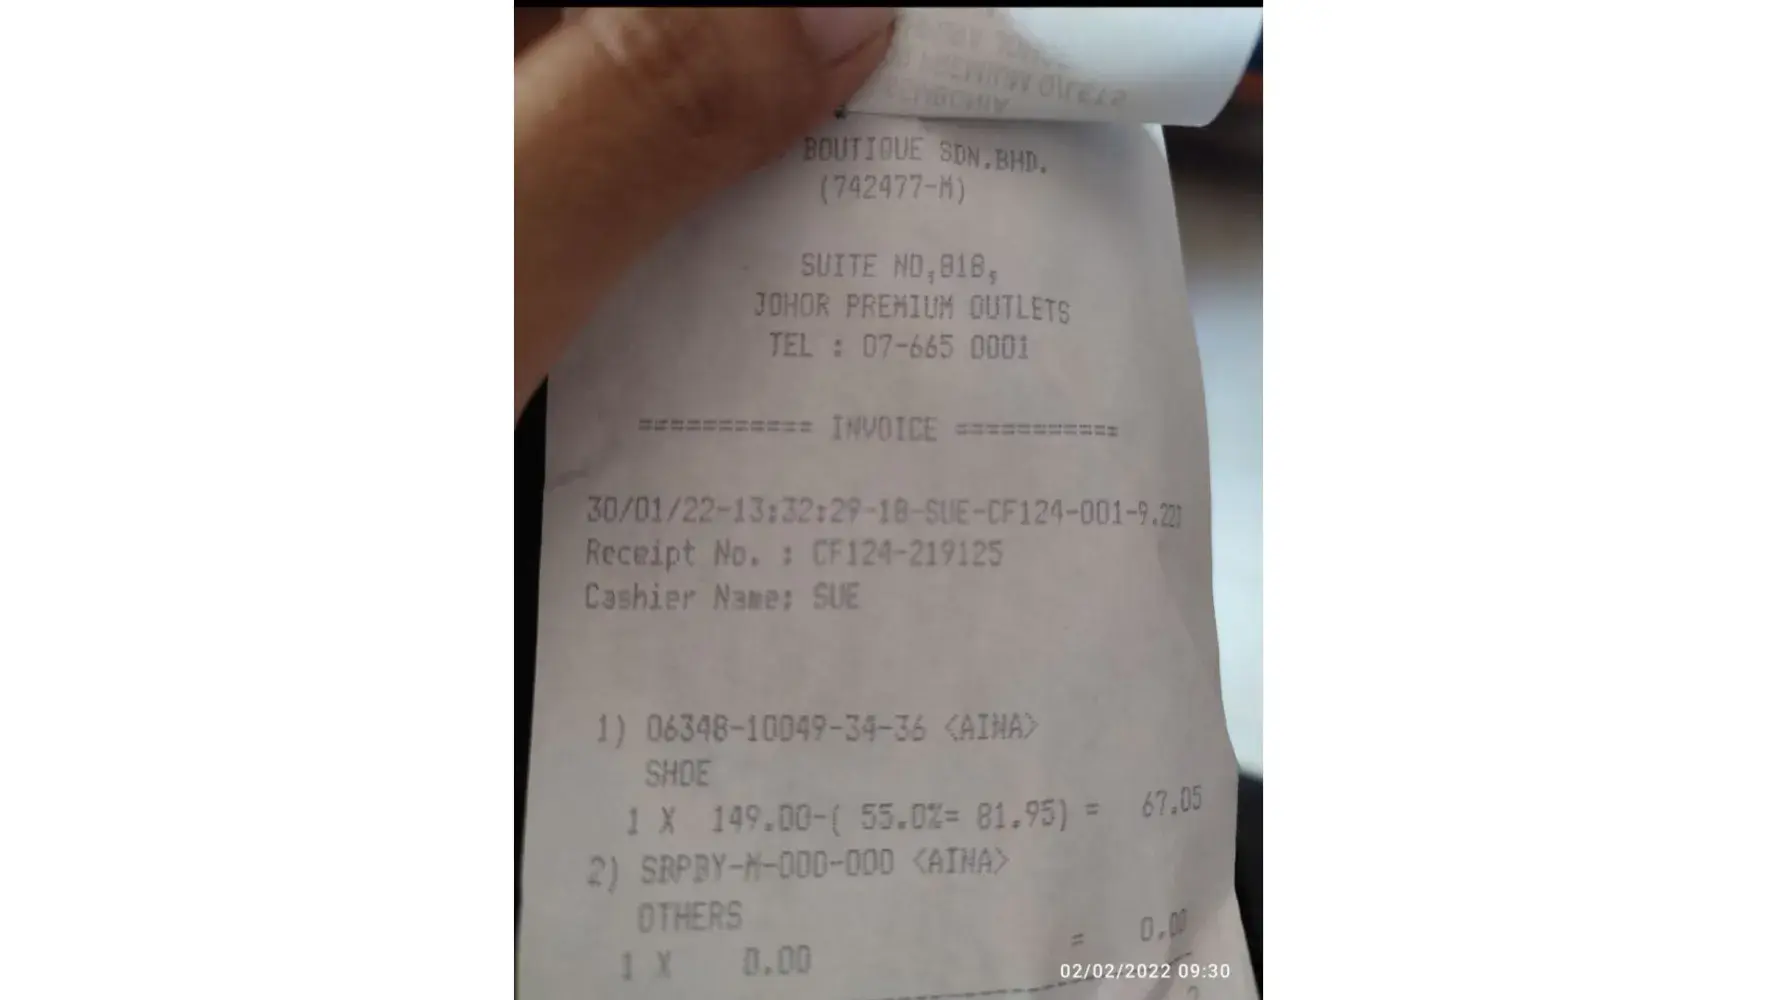 BOUTIQUE SDN.BHD.
(742477-M)
SUITE NO,818,
JOHOR PREMIUM OUTLETS
TEL : 07-665 0001
=========== INVOICE ===========
30/01/22-13:32:29-18-SUE-CF124-001-9.22]
Receipt No. : CF124-219125
Cashier Name: SUE
1) 06348-10049-34-36 <AINA>
SHOE
1 X 149.00-( 55.0%= 81.95) = 67.05
2) SBPBY-M-000-000 <AINA>
OTHERS
1 X 0.00 = 0.00
02/02/2022 09:30